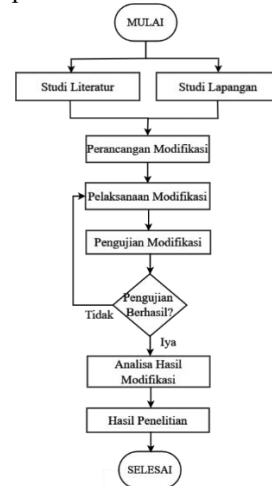 MULAI
Studi Literatur
Studi Lapangan
Perancangan Modifikasi
Pelaksanaan Modifikasi
Pengujian Modifikasi
Pengujian
Berhasil?
Tidak
Iya
Analisa Hasil
Modifikasi
Hasil Penelitian
SELESAI